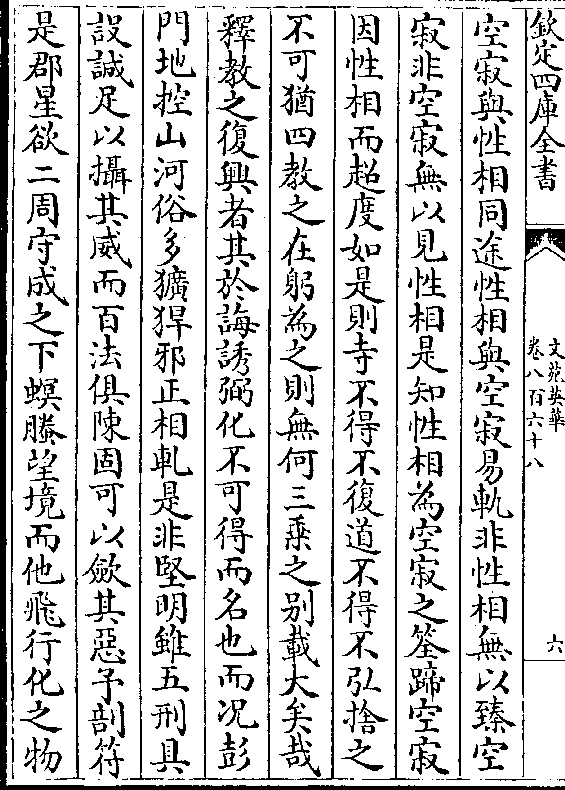 欽定四庫全書
文苑英華
卷八百六十八
六
空寂與性相同途性相與空寂易軌非性相無以臻空
寂非空寂無以見性相是知性相為空寂之筌蹄空寂
因性相而超度如是則寺不得不復道不得不弘捨之
不可猶四教之在躬為之則無何三乗之别載大矣哉
釋教之復興者其於誨誘弼化不可得而名也而况彭
門地控山河俗多獷猂邪正相軋是非堅明雖五刑具
設誠足以攝其威而百法俱陳固可以歛其惡予剖符
是郡星欲二周守成之下螟螣望境而他飛行化之物